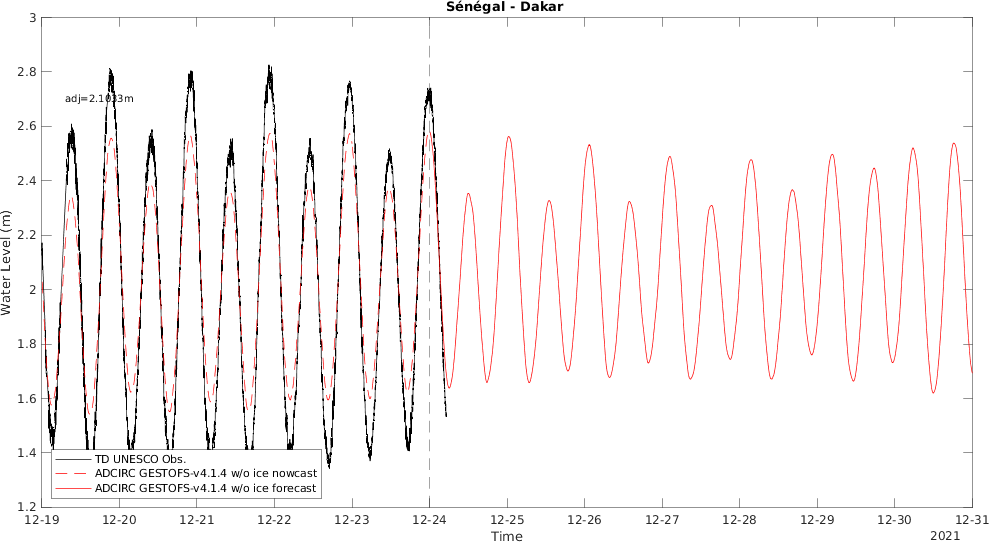 Sénégal - Dakar
3
2.8
adj=2.1033m
2.6
2.4
2.2
2
1.8
1.6
1.4
1.2
Water Level (m)
TD UNESCO Obs.
ADCIRC GESTOFS-v4.1.4 w/o ice nowcast
ADCIRC GESTOFS-v4.1.4 w/o ice forecast
12-19 12-20 12-21 12-22 12-23 12-24 12-25 12-26 12-27 12-28 12-29 12-30 12-31
Time
2021